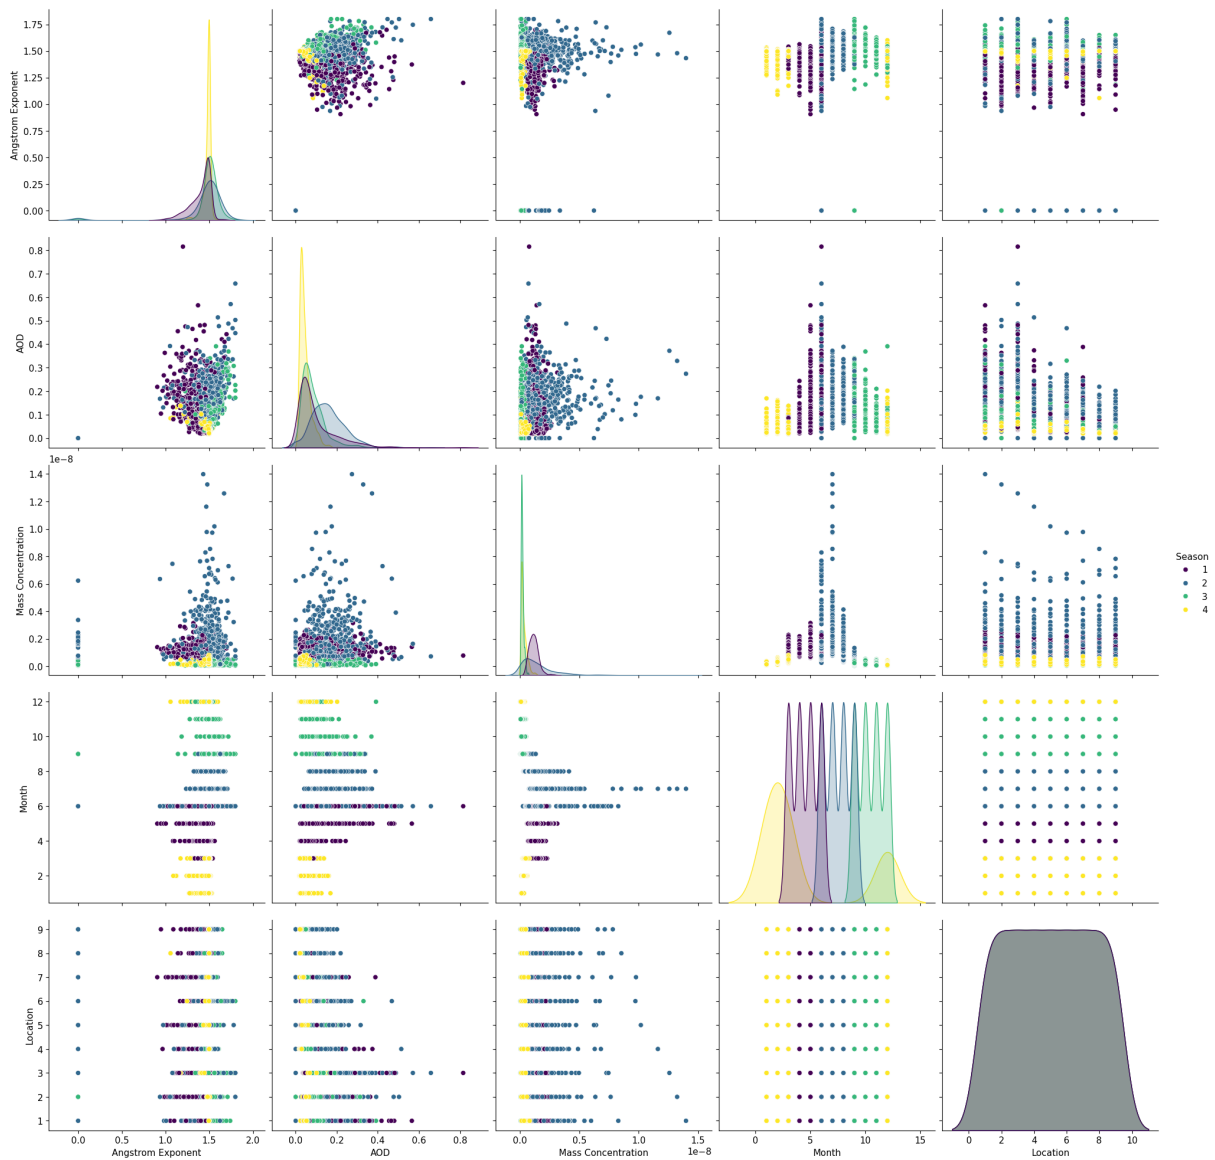 1.75
1.50
1.25
1.00
0.75
0.50
0.25
0.00
Angstrom Exponent
0.8
0.7
0.6
0.5
0.4
0.3
0.2
0.1
0.0
AOD
1e−8
1.4
1.2
1.0
0.8
0.6
0.4
0.2
0.0
Mass Concentration
Season
1
2
3
4
12
10
8
6
4
2
Month
9
8
7
6
5
4
3
2
1
Location
0.0 0.5 1.0 1.5 2.0
Angstrom Exponent
0.0 0.2 0.4 0.6 0.8
AOD
0.0 0.5 1.0 1.5
Mass Concentration 1e−8
0 5 10 15
Month
0 2 4 6 8 10
Location